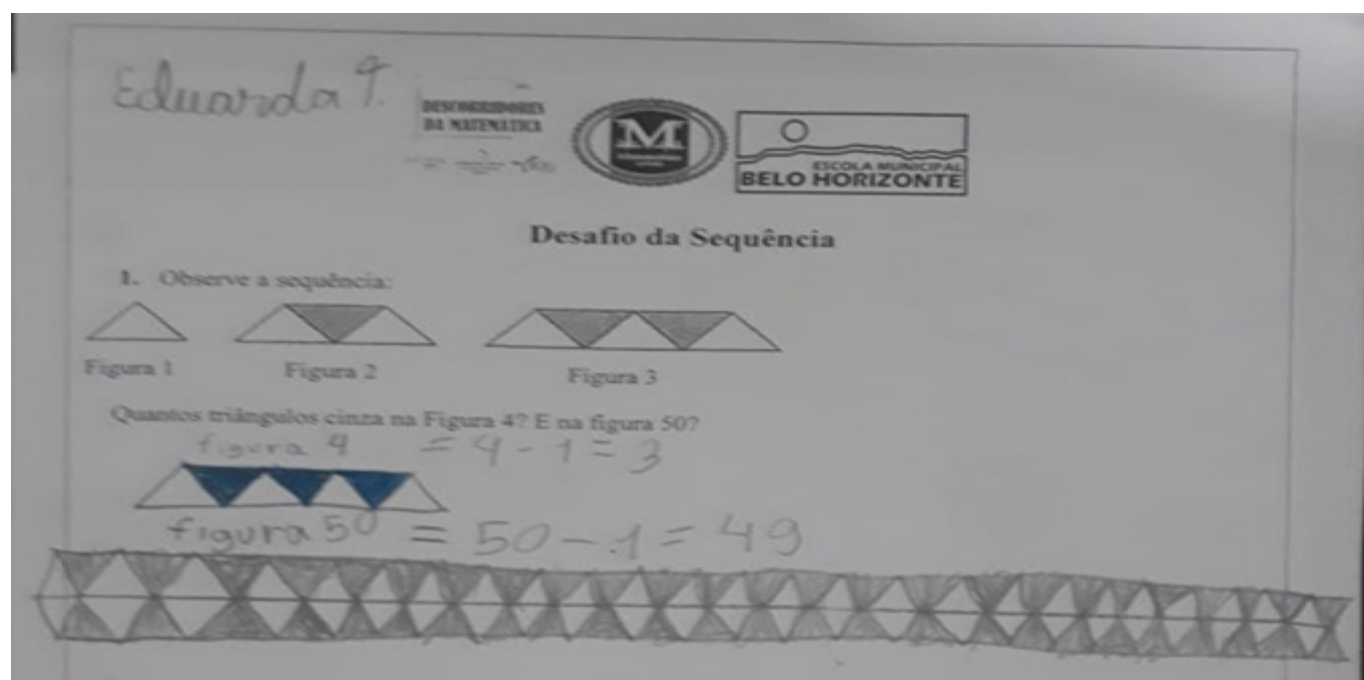 Eduarda
DESCOBRIDORES
DA MATEMÁTICA
M
ESCOLA MUNICIPAL
BELO HORIZONTE
Desafio da Sequência
1. Observe a sequência:
Figura 1 Figura 2 Figura 3
Quantos triângulos cinza na Figura 4? E na figura 50?
figura 4 = 4 - 1 = 3
figura 50 = 50 - 1 = 49